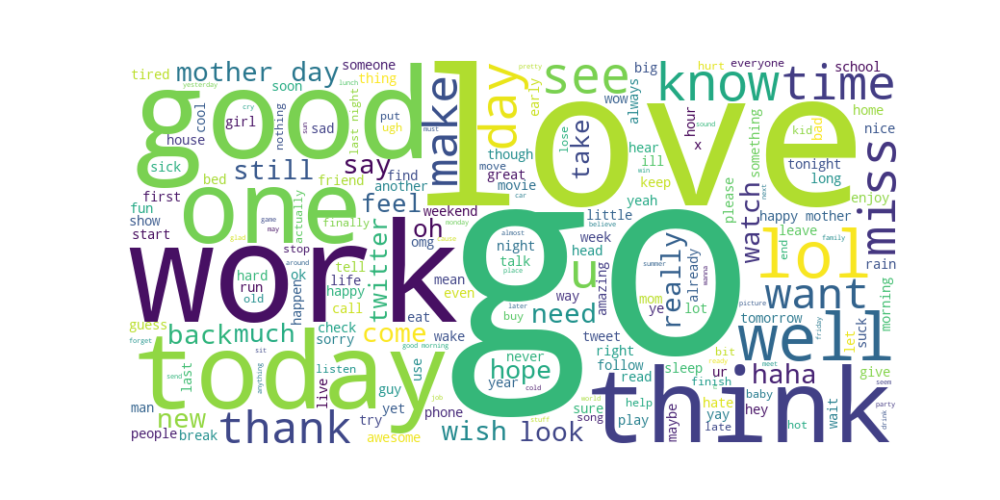 tired
mother day
someone
thing
soon
yesterday
lunch
pretty
see
big
hurt
everyone
school
know
time
wow
always
early
day
love
make
good
cool
girl
nothing
cry
sun
sad
last night
put
ugh
must
house
sick
still
say
find
though
move
great
movie
lose
take
hear
ill
win
keep
hour
x
sound
kid
bad
home
nice
something
tonight
long
miss
bed
friend
another
feel
car
yeah
please
next
enjoy
first
fun
show
start
one
actually
finally
game
may
glad
weekend
oh
omg
little
believe
monday
cause
happy mother
watch
leave
end
family
rain
lol
work
stop
around
ok
happen
tell
life
happy
call
twitter
mean
even
eat
go
almost
night
talk
place
later
buy
week
head
u
way
amazing
need
summer
really
mom
ye
already
lot
wanna
picture
want
tomorrow
morning
well
friday
let
suck
hard
run
old
guess
forget
back
much
check
sorry
come
wake
good morning
tweet
never
hope
year
cold
right
follow
read
sleep
finish
bit
ready
ur
meet
haha
give
seem
today
last
send
sit
anything
listen
live
guy
use
yet
try
job
phone
awesome
man
new
people
break
thank
wish
look
stuff
song
sure
world
help
play
think
maybe
hate
yay
late
baby
hey
hot
wait
party
drink